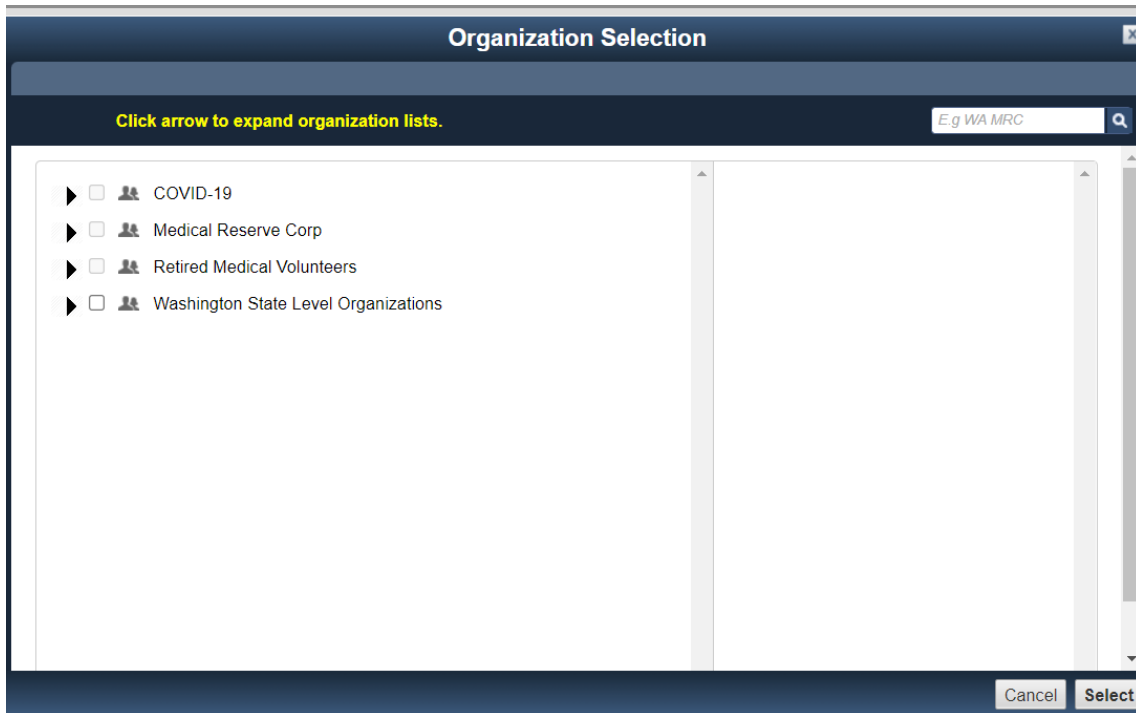 Organization Selection
X
Click arrow to expand organization lists.
E.g WA MRC
COVID-19
Medical Reserve Corp
Retired Medical Volunteers
Washington State Level Organizations
Cancel
Select